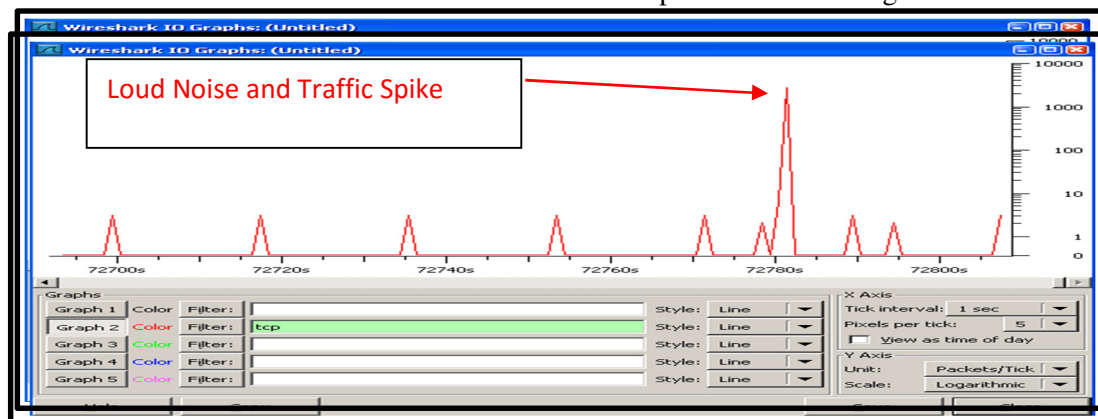 Wireshark IO Graphs: (Untitled)
10000
Wireshark IO Graphs: (Untitled)
Loud Noise and Traffic Spike
10000
1000
100
10
1
0
72700s 72720s 72740s 72760s 72780s 72800s
Graphs
Graph 1 Color Filter: Style: Line
Graph 2 Color Filter: tcp Style: Line
Graph 3 Color Filter: Style: Line
Graph 4 Color Filter: Style: Line
Graph 5 Color Filter: Style: Line
X Axis
Tick interval: 1 sec
Pixels per tick: 5
View as time of day
Y Axis
Unit: Packets/Tick
Scale: Logarithmic